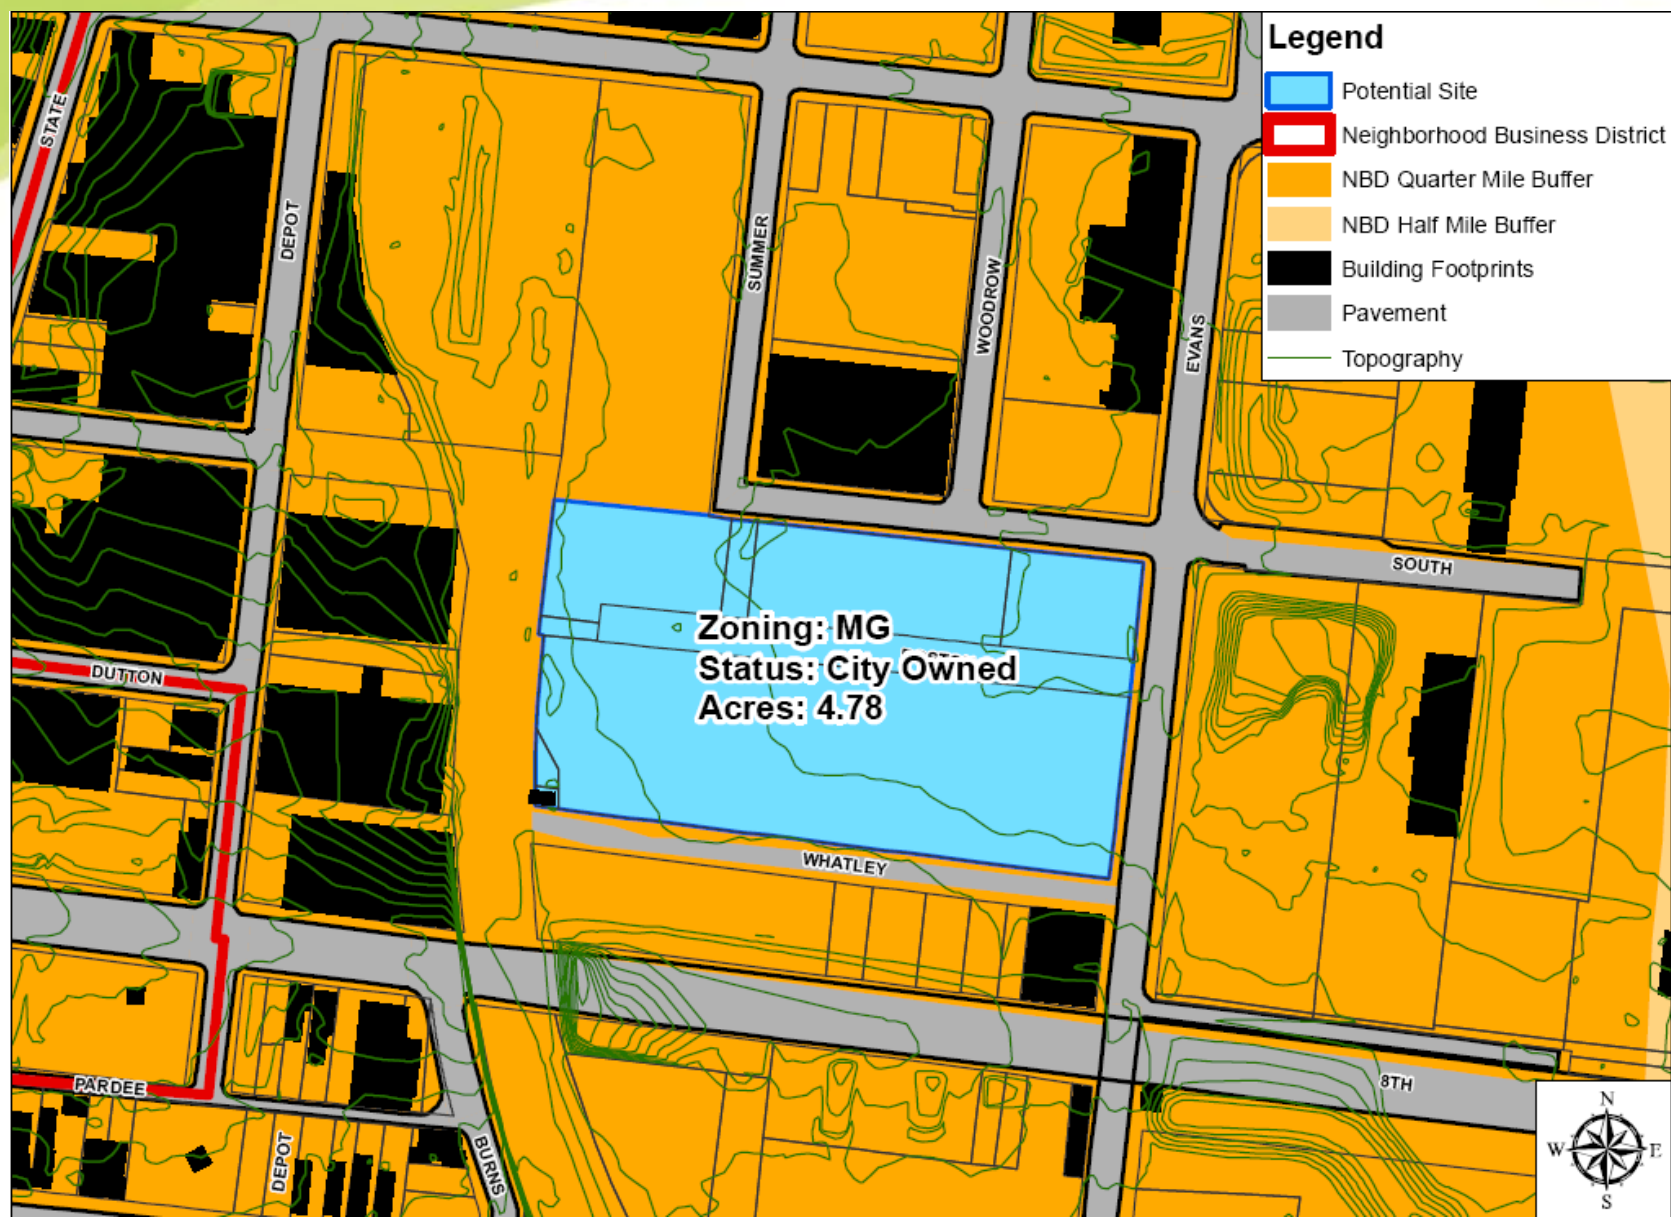 Legend
Potential Site
Neighborhood Business District
NBD Quarter Mile Buffer
NBD Half Mile Buffer
Building Footprints
Pavement
Topography
STATE
DEPOT
SUMMER
WOODROW
EVANS
SOUTH
Zoning: MG
Status: City Owned
Acres: 4.78
DUTTON
WHATLEY
8TH
PARDEE
DEPOT
BURNS
N
W E
S